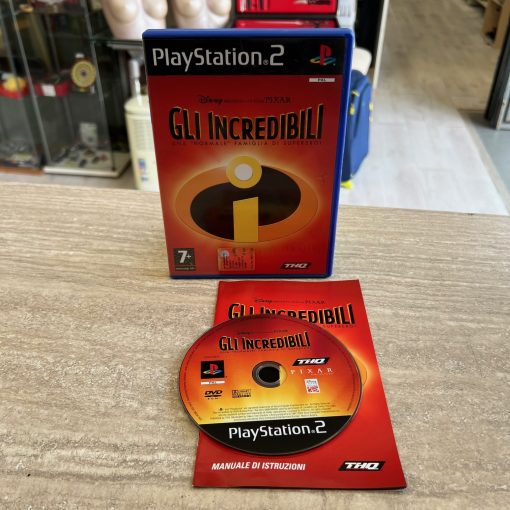 PlayStation®2
PAL
Disney PIXAR
GLI INCREDIBILI
UNA "NORMALE" FAMIGLIA DI SUPEREROI
7+
THQ
Disney PIXAR
GLI INCREDIBILI
GLI INCREDIBILI
THQ
PAL
PIXAR
DVD
PlayStation®2
MANUALE DI ISTRUZIONI
THQ